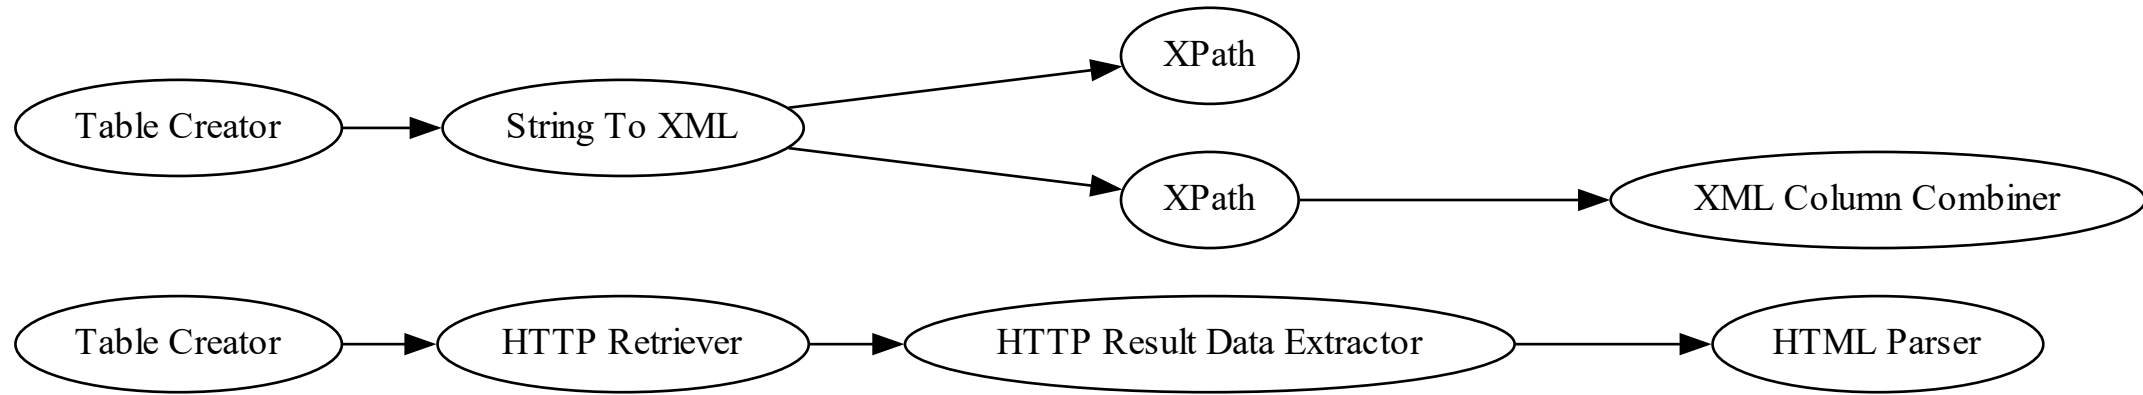 XPath
Table Creator
String To XML
XPath
XML Column Combiner
Table Creator
HTTP Retriever
HTTP Result Data Extractor
HTML Parser